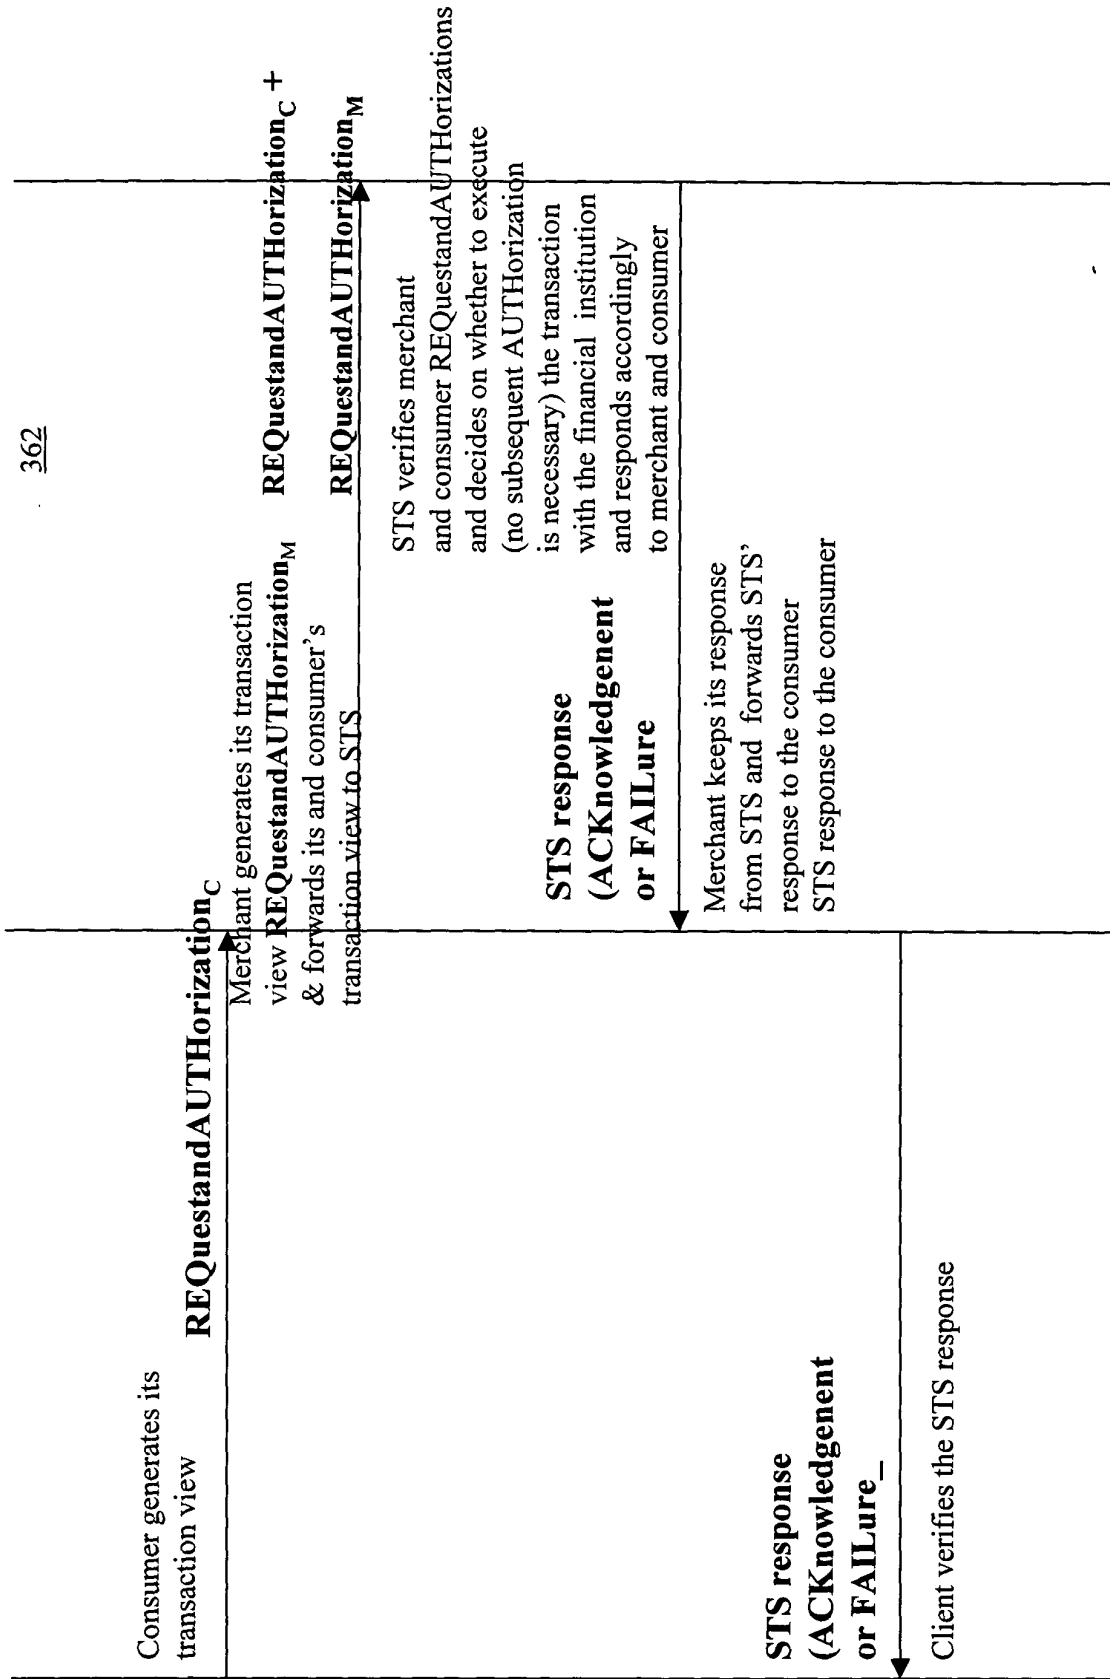 362
Consumer generates its
transaction view
REQuestandAUTHorization_C
Merchant generates its transaction
view REQuestandAUTHorization_M
& forwards its and consumer's
transaction view to STS
REQuestandAUTHorization_C +
REQuestandAUTHorization_M
STS verifies merchant
and consumer REQuestandAUTHorizations
and decides on whether to execute
(no subsequent AUTHorization
is necessary) the transaction
with the financial institution
and responds accordingly
to merchant and consumer
STS response
(ACKnowledgenent
or FAILure
Merchant keeps its response
from STS and forwards STS'
response to the consumer
STS response to the consumer
STS response
(ACKnowledgenent
or FAILure_
Client verifies the STS response